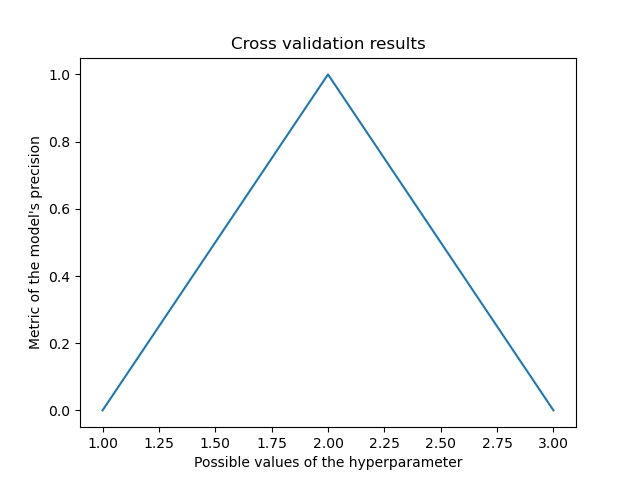 Cross validation results
1.0
0.8
0.6
0.4
0.2
0.0
Metric of the model's precision
1.00 1.25 1.50 1.75 2.00 2.25 2.50 2.75 3.00
Possible values of the hyperparameter